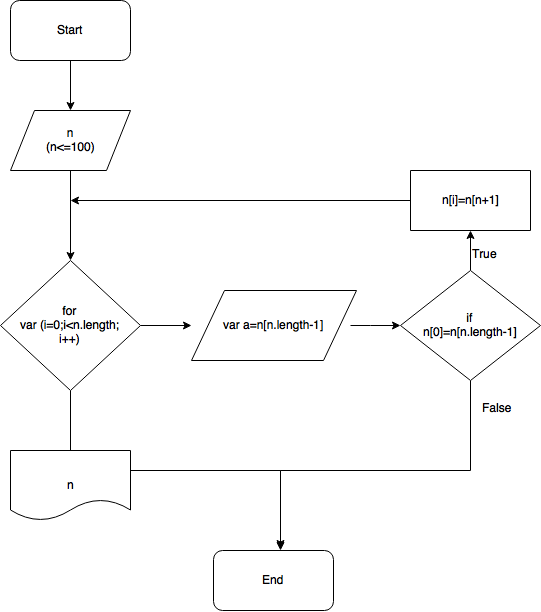 Start
n
(n<=100)
n[i]=n[n+1]
True
for
var (i=0;i<n.length;
i++)
var a=n[n.length-1]
if
n[0]=n[n.length-1]
False
n
End